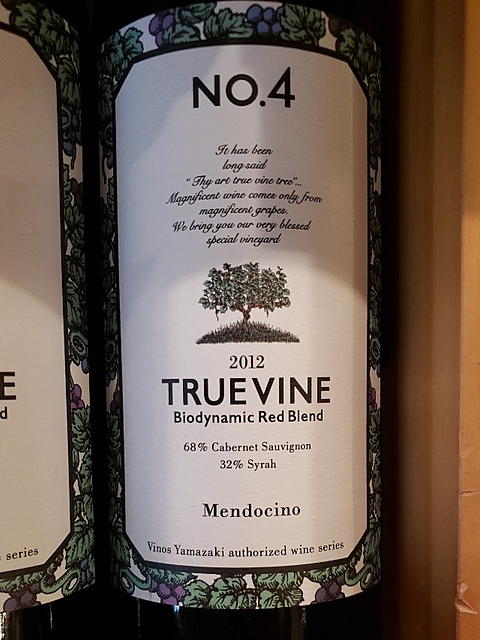 NO.4
It has been
long said
"Thy art true vine tree"...
Magnificent wine comes only from
magnificent grapes.
We bring you our very blessed
special vineyard
2012
TRUEVINE
Biodynamic Red Blend
68% Cabernet Sauvignon
32% Syrah
Mendocino
Vinos Yamazaki authorized wine series
E
d
series